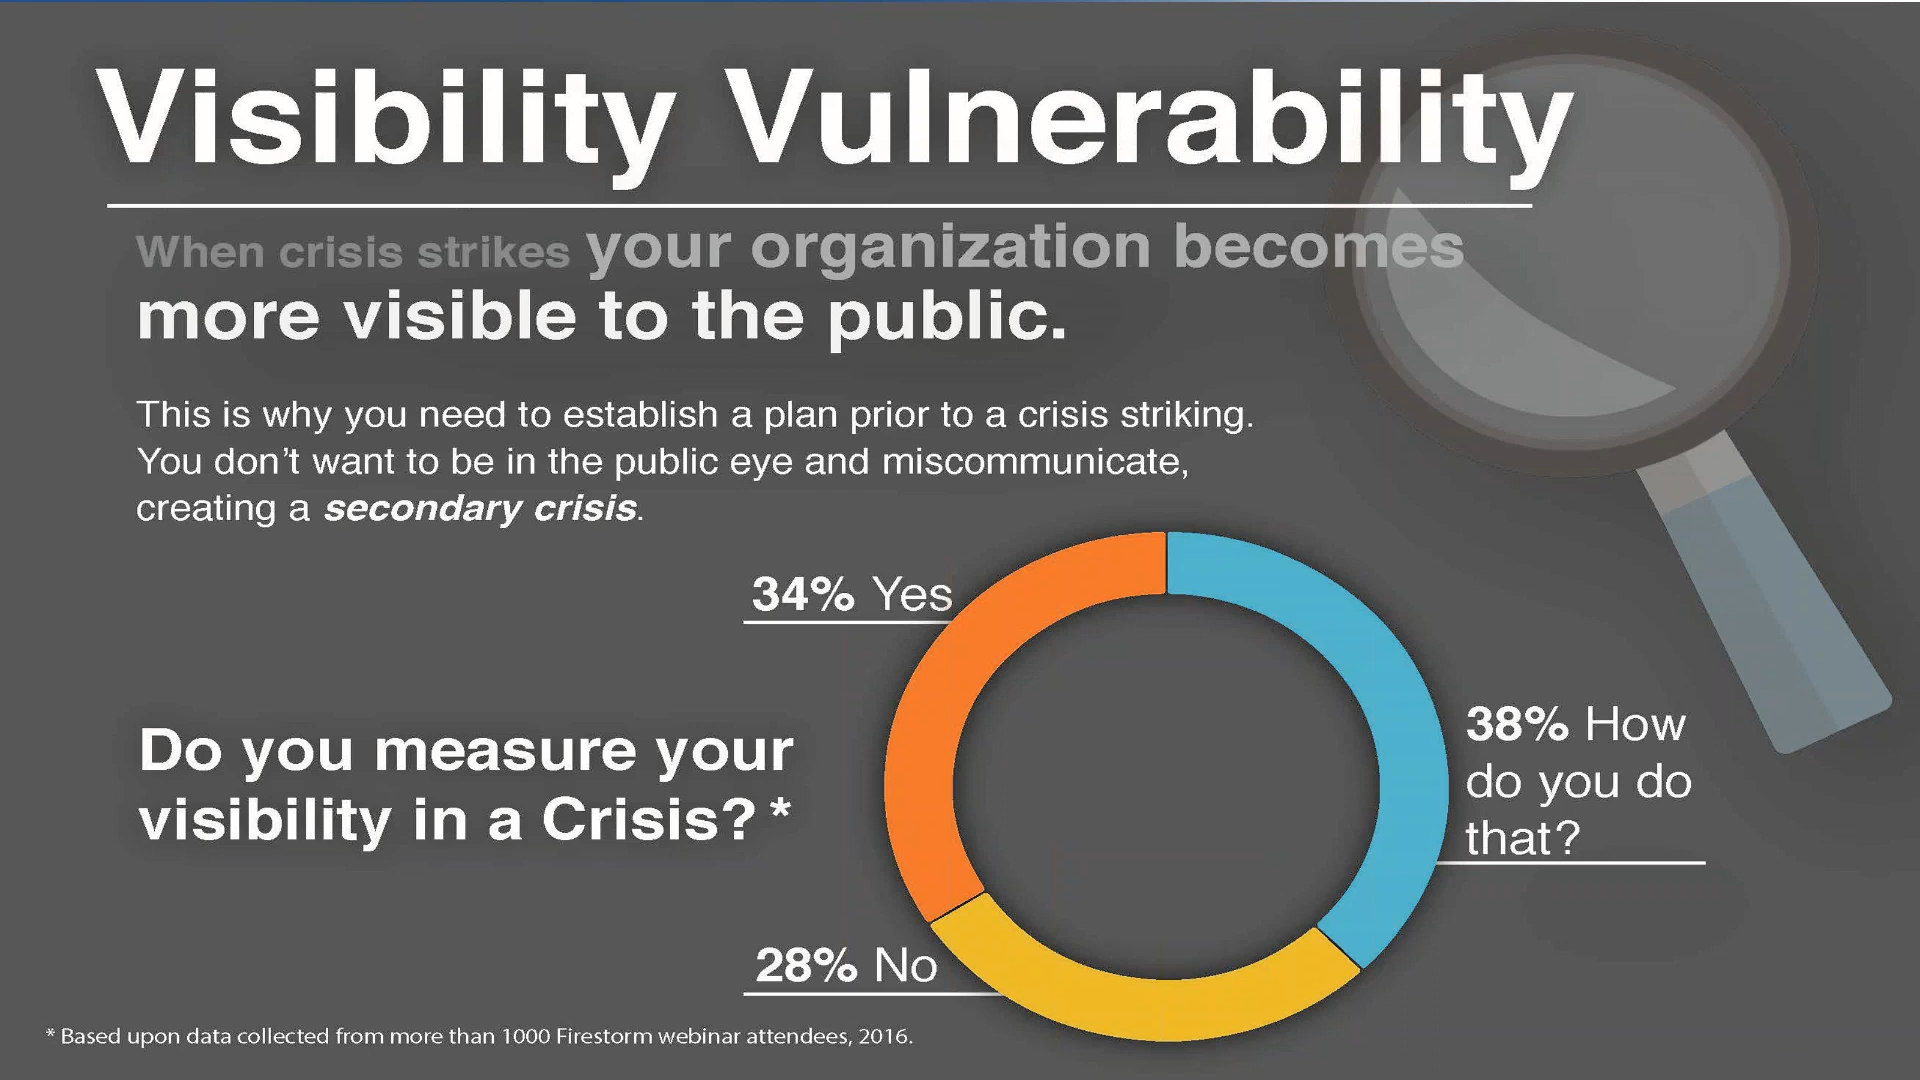 Visibility Vulnerability
When crisis strikes your organization becomes
more visible to the public.
This is why you need to establish a plan prior to a crisis striking.
You don't want to be in the public eye and miscommunicate,
creating a secondary crisis.
34% Yes
Do you measure your
visibility in a Crisis? *
38% How
do you do
that?
28% No
* Based upon data collected from more than 1000 Firestorm webinar attendees, 2016.